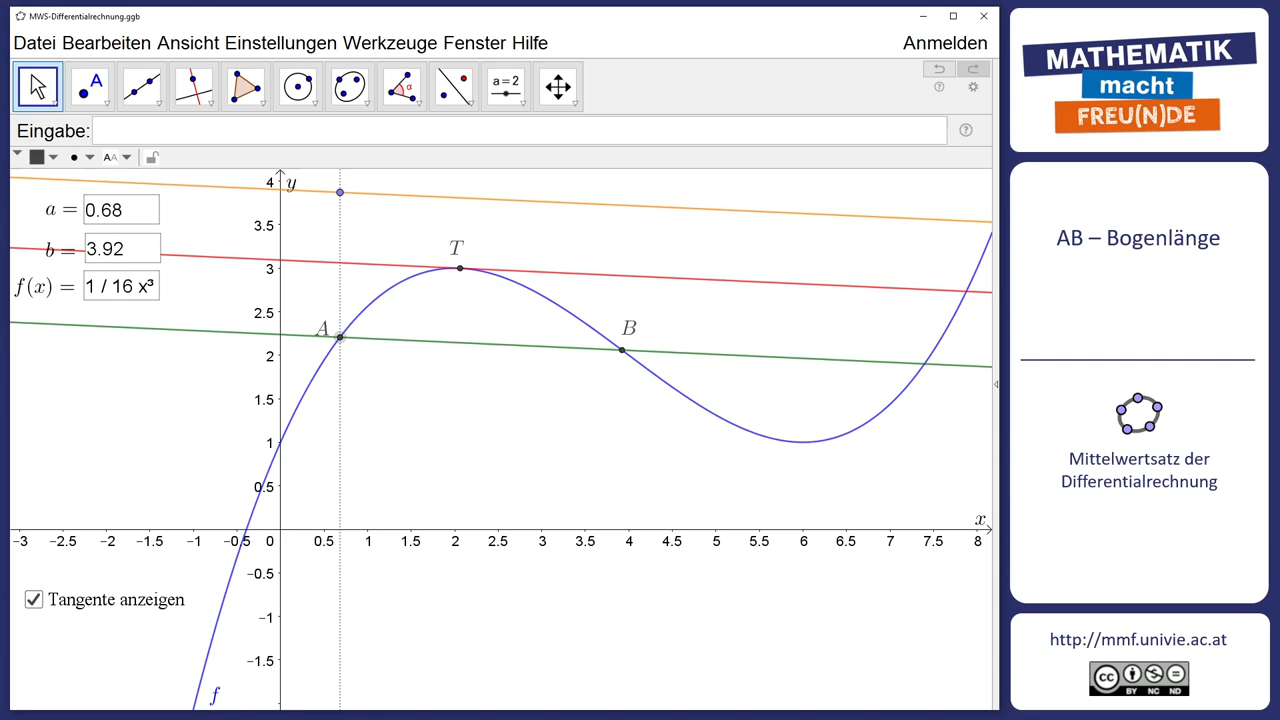 MWS-Differentialrechnung.ggb
Datei Bearbeiten Ansicht Einstellungen Werkzeuge Fenster Hilfe
Anmelden
A
α
a = 2
Eingabe:
AA
a = 0.68
b = 3.92
f(x) = 1 / 16 x³
y
4
3.5
3
2.5
2
1.5
1
0.5
−0.5
−1
−1.5
−3 −2.5 −2 −1.5 −1 −0.5 0 0.5 1 1.5 2 2.5 3 3.5 4 4.5 5 5.5 6 6.5 7 7.5 8
x
T
A
B
f
Tangente anzeigen
MATHEMATIK
macht
FREU(N)DE
AB – Bogenlänge
Mittelwertsatz der
Differentialrechnung
http://mmf.univie.ac.at
cc
BY NC ND